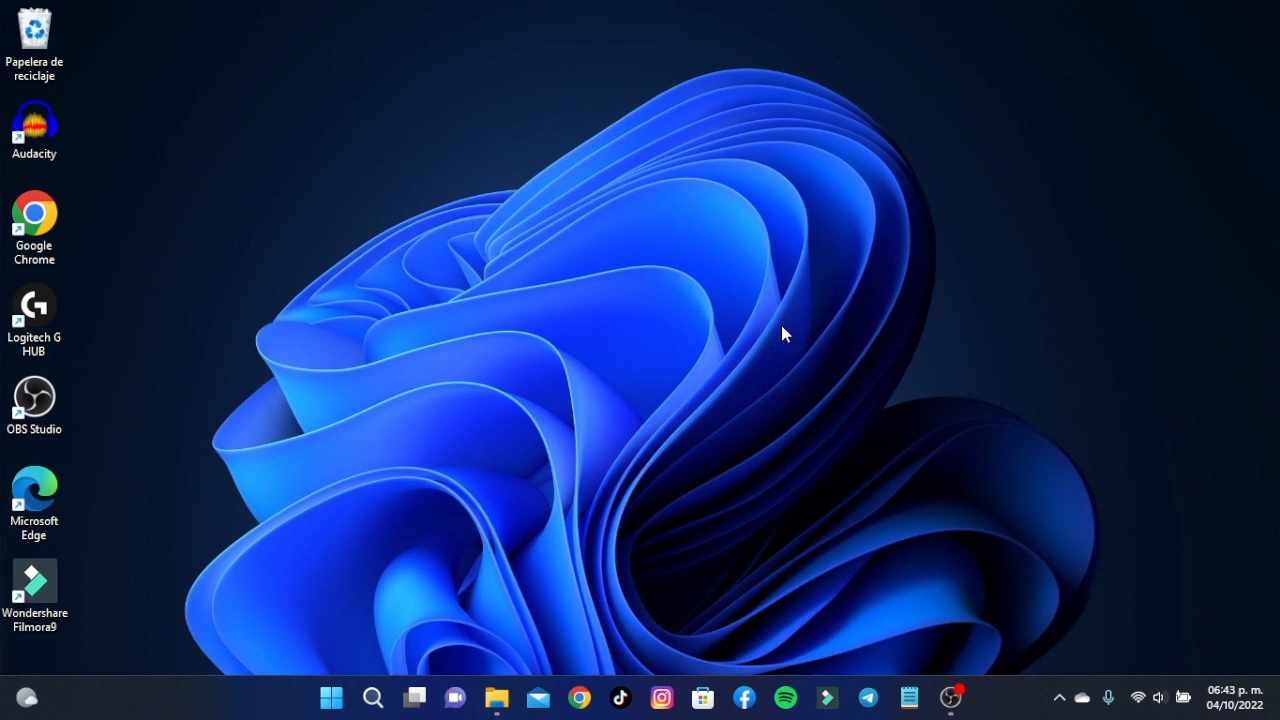 Papelera de
reciclaje
Audacity
Google
Chrome
Logitech G
HUB
OBS Studio
Microsoft
Edge
Wondershare
Filmora9
06:43 p. m.
04/10/2022